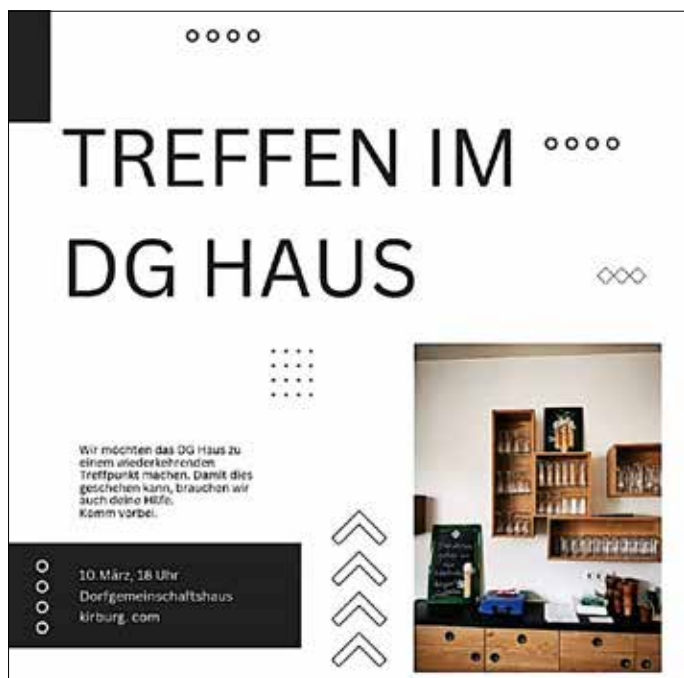 TREFFEN IM
DG HAUS
Wir möchten das DG Haus zu
einem wiederkehrenden
Treffpunkt machen. Damit dies
geschehen kann, brauchen wir
auch deine Hilfe.
Komm vorbei.
10.März, 18 Uhr
Dorfgemeinschaftshaus
kirburg. com